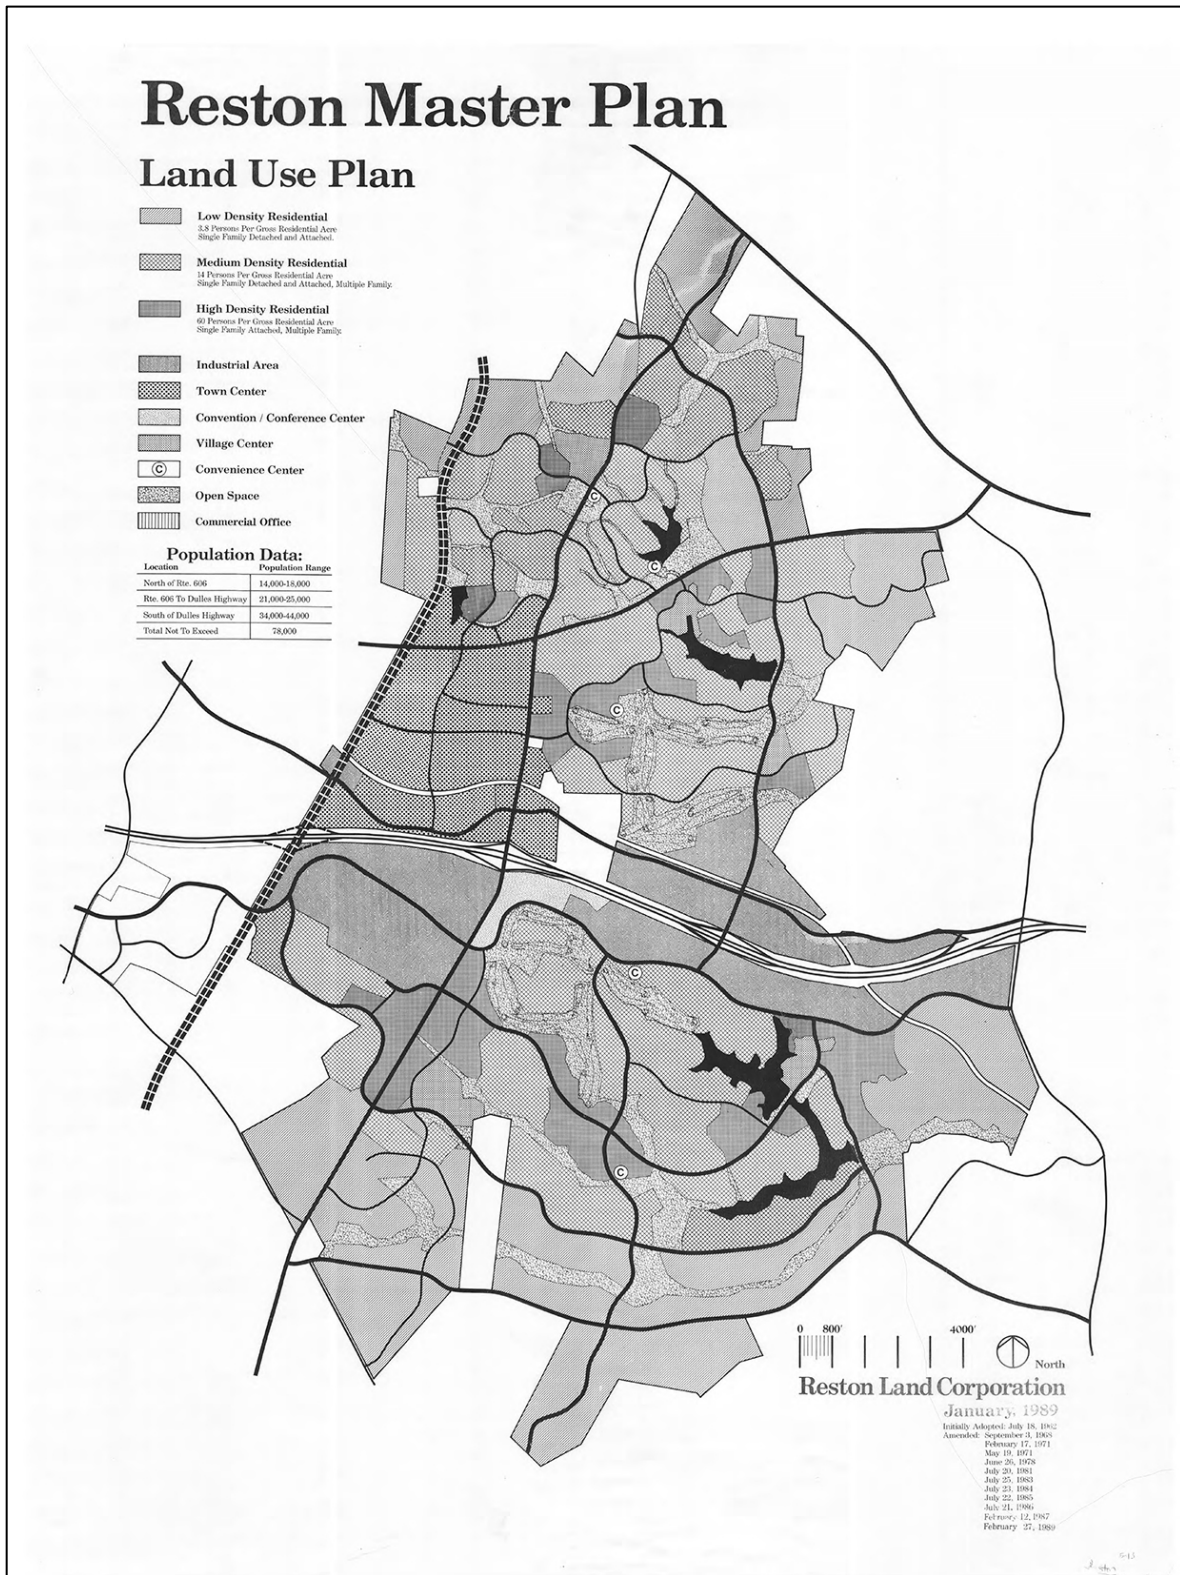 Reston Master Plan
Land Use Plan
Low Density Residential
3.8 Persons Per Gross Residential Acre
Single Family Detached and Attached.
Medium Density Residential
14 Persons Per Gross Residential Acre
Single Family Detached and Attached, Multiple Family.
High Density Residential
60 Persons Per Gross Residential Acre
Single Family Attached, Multiple Family.
Industrial Area
Town Center
Convention / Conference Center
Village Center
C Convenience Center
Open Space
Commercial Office
Population Data:
Location Population Range
North of Rte. 606 14,000-18,000
Rte. 606 To Dulles Highway 21,000-25,000
South of Dulles Highway 34,000-44,000
Total Not To Exceed 78,000
C
C
C
C
C
0 800' 4000'
North
Reston Land Corporation
January, 1989
Initially Adopted: July 18, 1962
Amended: September 3, 1968
February 17, 1971
May 19, 1971
June 26, 1978
July 20, 1981
July 25, 1983
July 23, 1984
July 22, 1985
July 21, 1986
February 12, 1987
February 27, 1989